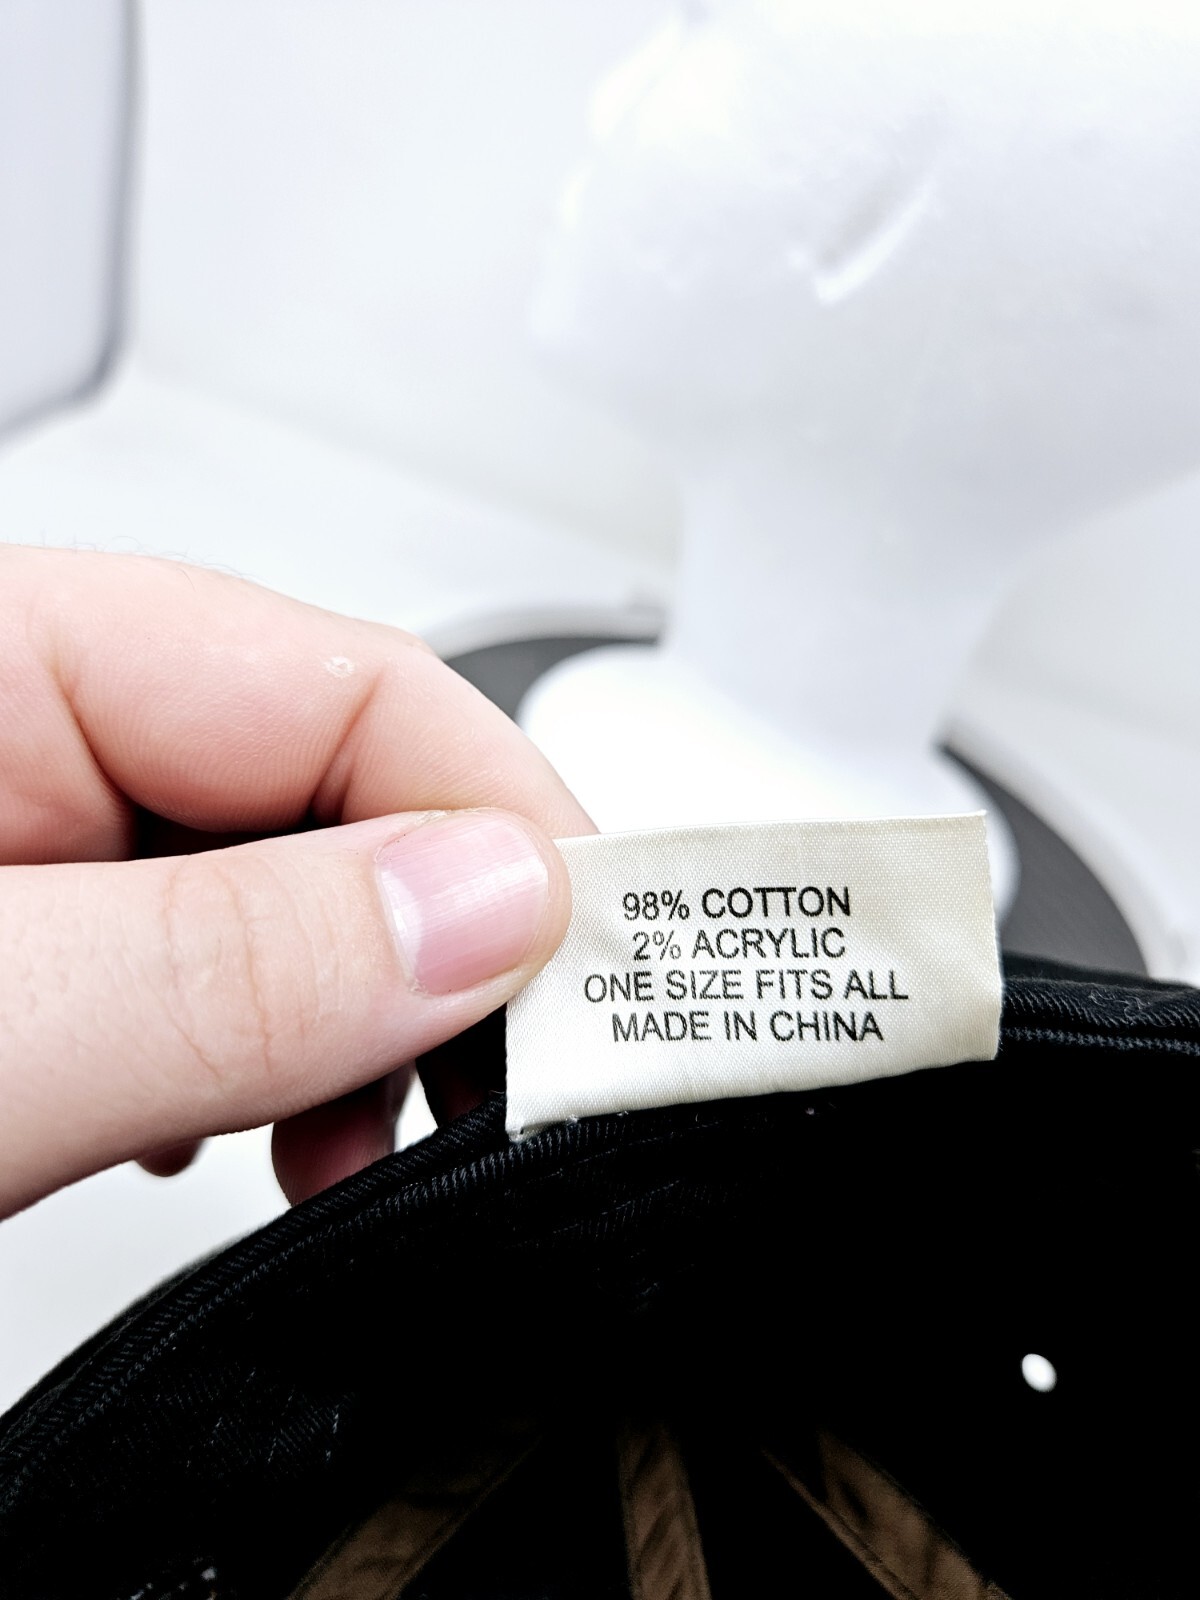 98% COTTON
2% ACRYLIC
ONE SIZE FITS ALL
MADE IN CHINA